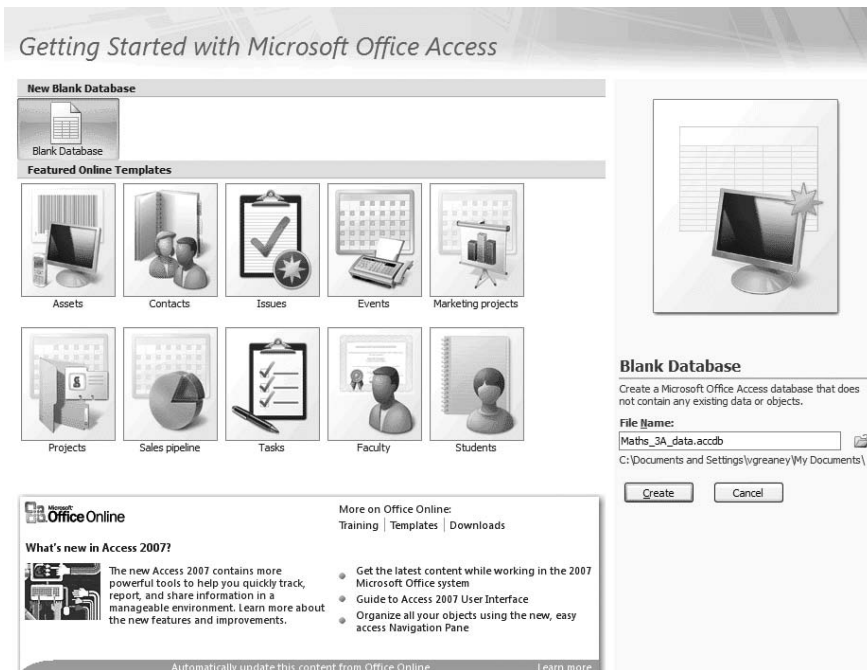 Getting Started with Microsoft Office Access
New Blank Database
Blank Database
Featured Online Templates
Assets
Contacts
Issues
Events
Marketing projects
Projects
Sales pipeline
Tasks
Faculty
Students
Microsoft
Office Online
What's new in Access 2007?
The new Access 2007 contains more
powerful tools to help you quickly track,
report, and share information in a
manageable environment. Learn more about
the new features and improvements.
More on Office Online:
Training | Templates | Downloads
Get the latest content while working in the 2007
Microsoft Office system
Guide to Access 2007 User Interface
Organize all your objects using the new, easy
access Navigation Pane
Automatically update this content from Office Online
Learn more
Blank Database
Create a Microsoft Office Access database that does
not contain any existing data or objects.
File Name:
Maths_3A_data.accdb
C:\Documents and Settings\vgreaney\My Documents\
Create
Cancel